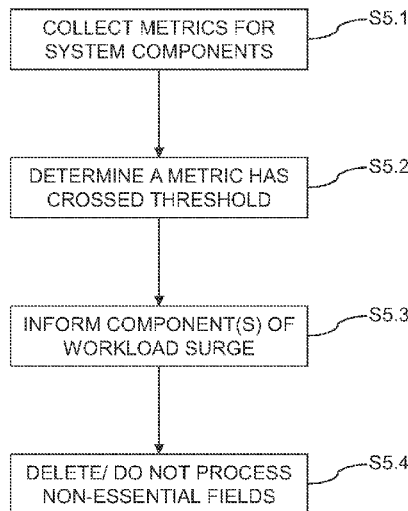 COLLECT METRICS FOR
SYSTEM COMPONENTS
S5.1
DETERMINE A METRIC HAS
CROSSED THRESHOLD
S5.2
INFORM COMPONENT(S) OF
WORKLOAD SURGE
S5.3
DELETE/ DO NOT PROCESS
NON-ESSENTIAL FIELDS
S5.4